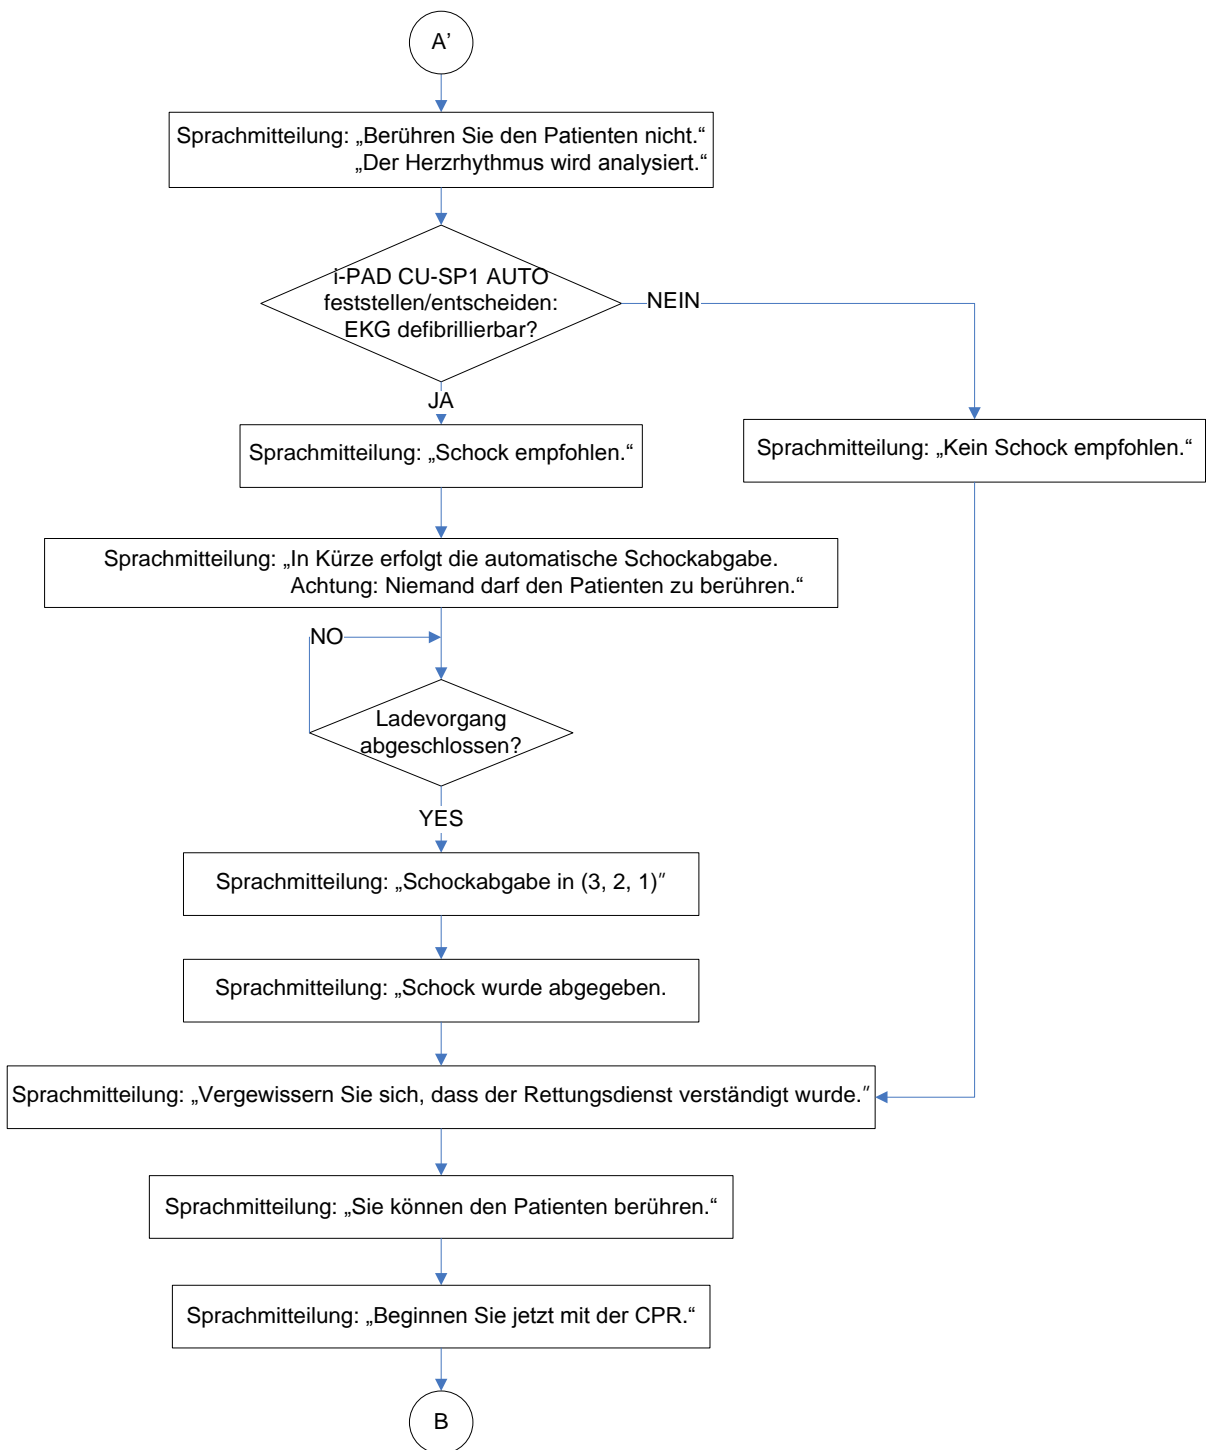 A’
Sprachmitteilung: „Berühren Sie den Patienten nicht.“
„Der Herzrhythmus wird analysiert.“
i-PAD CU-SP1 AUTO
feststellen/entscheiden:
EKG defibrillierbar?
NEIN
JA
Sprachmitteilung: „Schock empfohlen.“
Sprachmitteilung: „Kein Schock empfohlen.“
Sprachmitteilung: „In Kürze erfolgt die automatische Schockabgabe.
Achtung: Niemand darf den Patienten zu berühren.“
NO
Ladevorgang
abgeschlossen?
YES
Sprachmitteilung: „Schockabgabe in (3, 2, 1)”
Sprachmitteilung: „Schock wurde abgegeben.
Sprachmitteilung: „Vergewissern Sie sich, dass der Rettungsdienst verständigt wurde.”
Sprachmitteilung: „Sie können den Patienten berühren.“
Sprachmitteilung: „Beginnen Sie jetzt mit der CPR.“
B